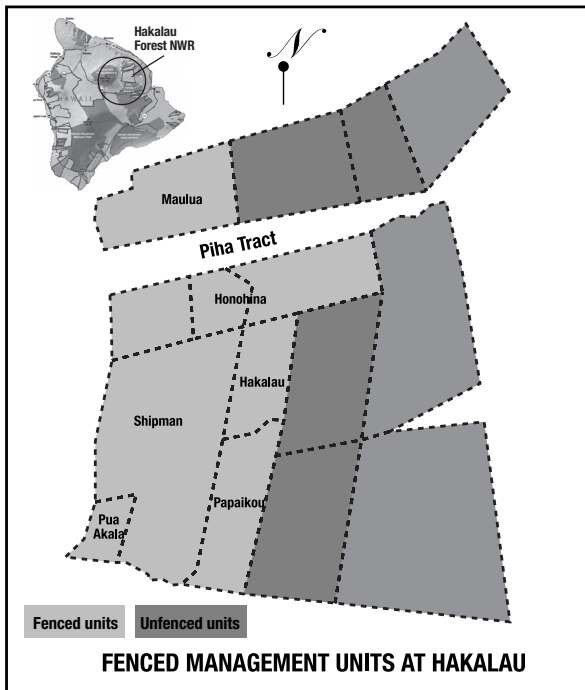 Hakalau
Forest NWR
N
HAWAII
Maulua
Piha Tract
Honohina
Hakalau
Shipman
Papaikou
Pua
Akala
Fenced units
Unfenced units
FENCED MANAGEMENT UNITS AT HAKALAU